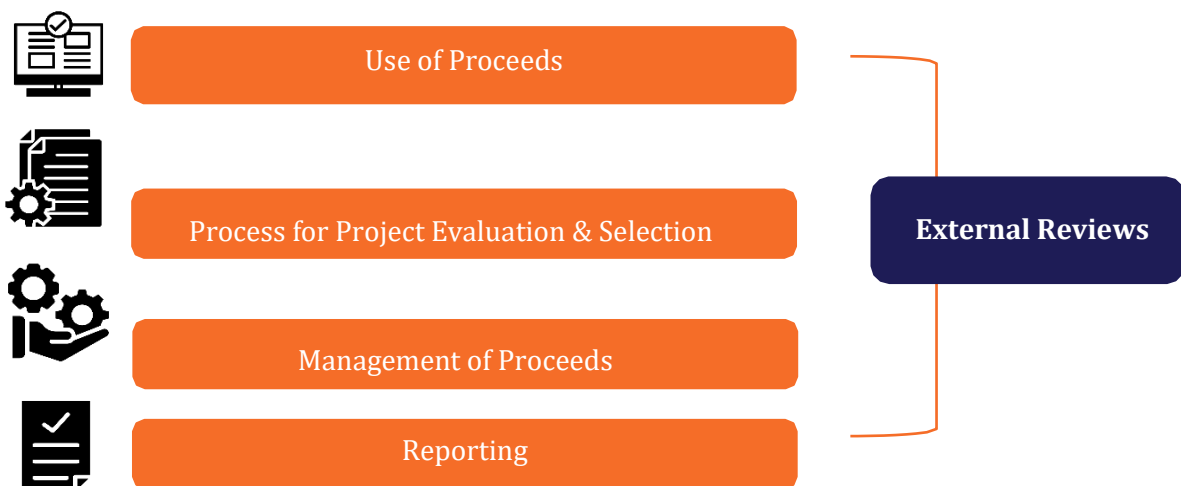 Use of Proceeds
Process for Project Evaluation & Selection
External Reviews
Management of Proceeds
Reporting